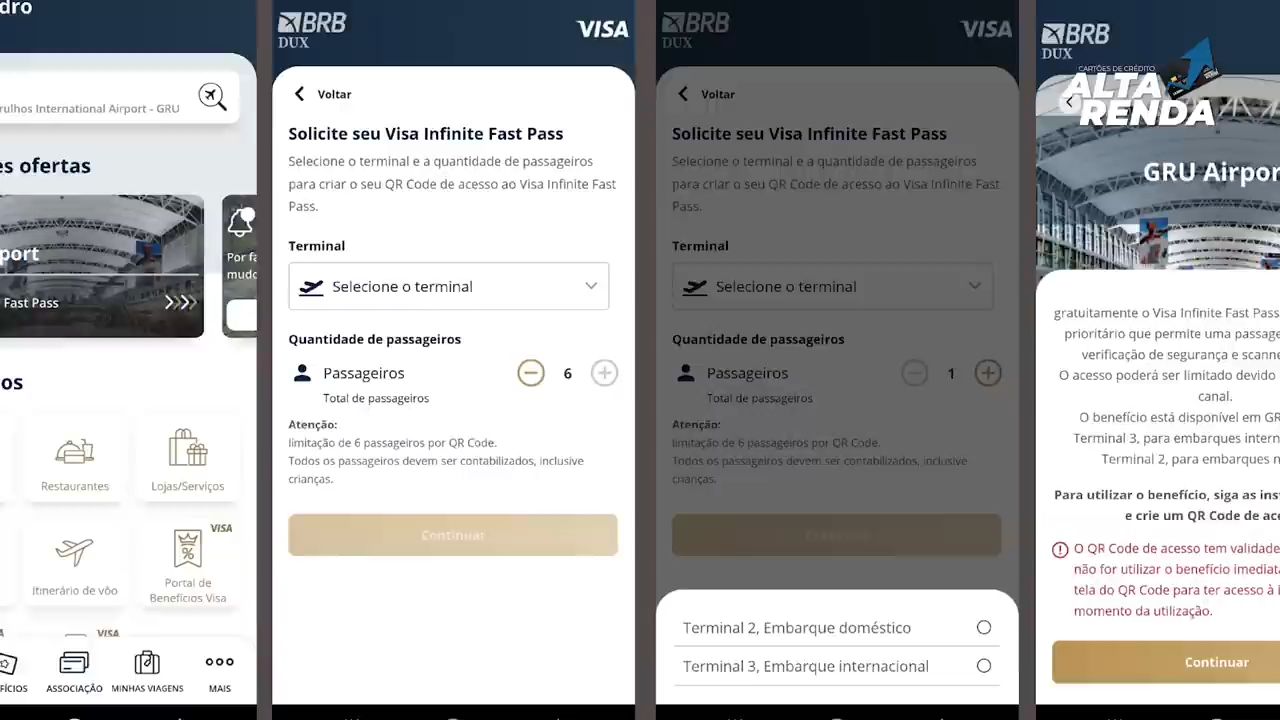 dro
rulhos International Airport - GRU
es ofertas
port
Fast Pass
Por fa
mudo
os
Restaurantes
Lojas/Serviços
VISA
Itinerário de vôo
Portal de
Benefícios Visa
VISA
FÍCIOS
ASSOCIAÇÃO
MINHAS VIAGENS
MAIS
BRB
DUX
VISA
Voltar
Solicite seu Visa Infinite Fast Pass
Selecione o terminal e a quantidade de passageiros
para criar o seu QR Code de acesso ao Visa Infinite Fast
Pass.
Terminal
Selecione o terminal
Quantidade de passageiros
Passageiros
6
Total de passageiros
Atenção:
limitação de 6 passageiros por QR Code.
Todos os passageiros devem ser contabilizados, inclusive
crianças.
Continuar
BRB
DUX
VISA
Voltar
Solicite seu Visa Infinite Fast Pass
Selecione o terminal e a quantidade de passageiros
para criar o seu QR Code de acesso ao Visa Infinite Fast
Pass.
Terminal
Selecione o terminal
Quantidade de passageiros
Passageiros
1
Total de passageiros
Atenção:
limitação de 6 passageiros por QR Code.
Todos os passageiros devem ser contabilizados, inclusive
crianças.
Continuar
Terminal 2, Embarque doméstico
Terminal 3, Embarque internacional
BRB
DUX
CARTÕES DE CRÉDITO
ALTA
RENDA
GRU Airpor
gratuitamente o Visa Infinite Fast Pass
prioritário que permite uma passage
verificação de segurança e scanne
O acesso poderá ser limitado devido
canal.
O benefício está disponível em GR
Terminal 3, para embarques intern
Terminal 2, para embarques n
Para utilizar o benefício, siga as ins
e crie um QR Code de ace
O QR Code de acesso tem validade
não for utilizar o benefício imediata
tela do QR Code para ter acesso à i
momento da utilização.
Continuar